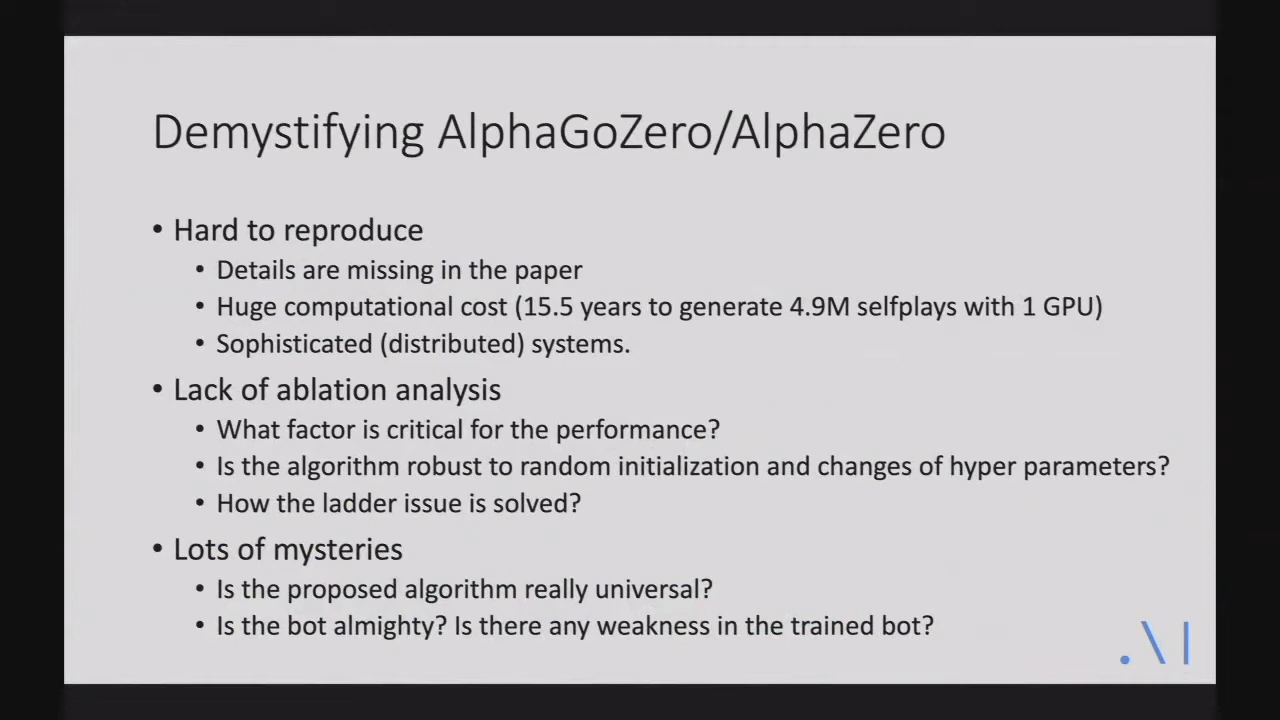 Demystifying AlphaGoZero/AlphaZero
• Hard to reproduce
• Details are missing in the paper
• Huge computational cost (15.5 years to generate 4.9M selfplays with 1 GPU)
• Sophisticated (distributed) systems.
• Lack of ablation analysis
• What factor is critical for the performance?
• Is the algorithm robust to random initialization and changes of hyper parameters?
• How the ladder issue is solved?
• Lots of mysteries
• Is the proposed algorithm really universal?
• Is the bot almighty? Is there any weakness in the trained bot?
.\|